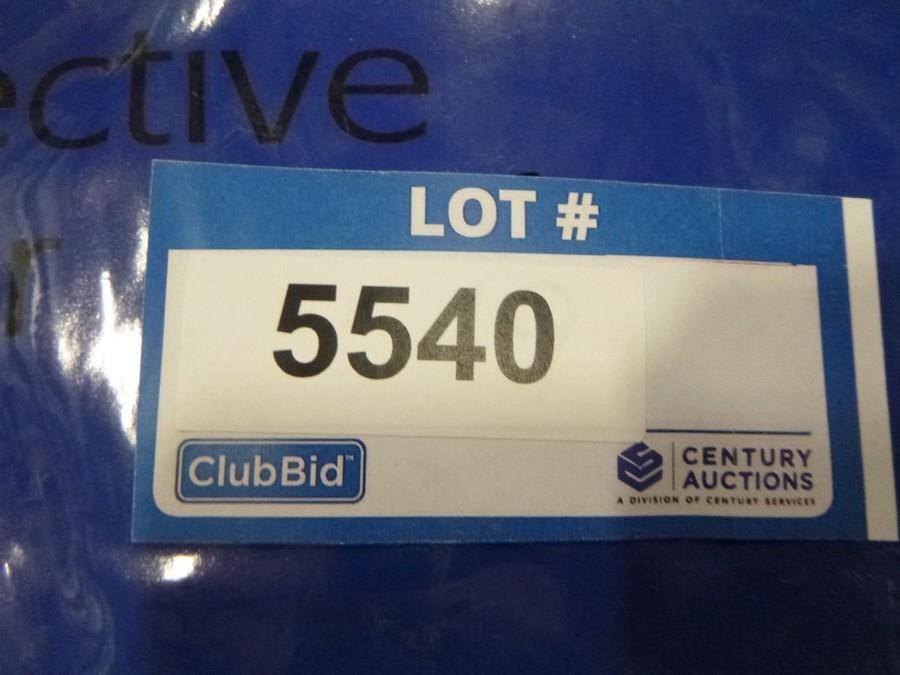 ective
r
LOT #
5540
ClubBid™
CENTURY
AUCTIONS
A DIVISION OF CENTURY SERVICES